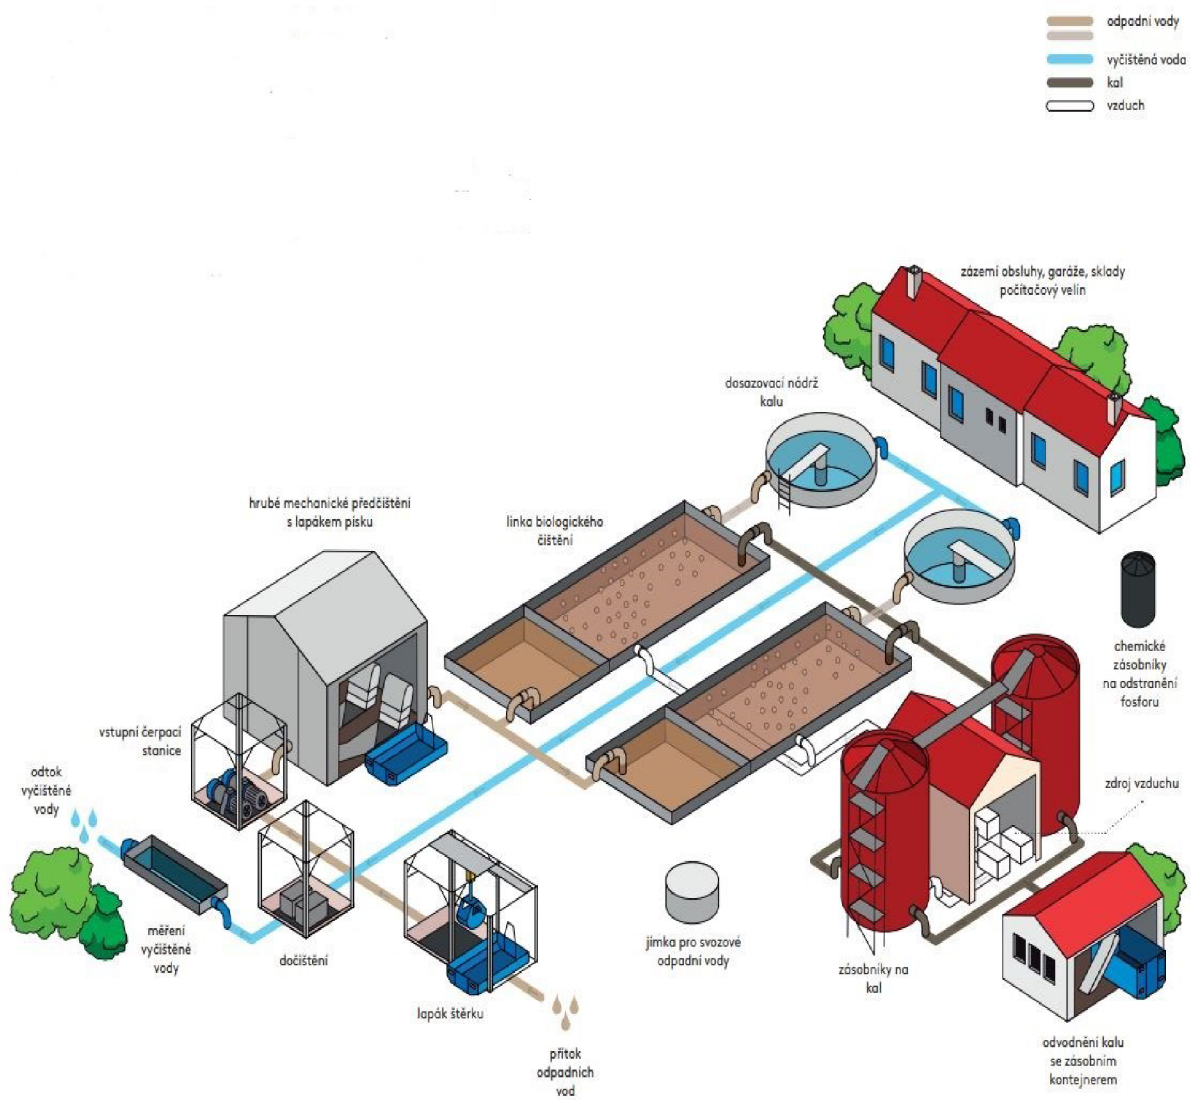 odpadní vody
vyčištěná voda
kal
vzduch
zázemí obsluhy, garáže, sklady
počítačový velín
dosazovací nádrž
kalu
hrubé mechanické předčištění
s lapákem písku
linka biologického
čištění
chemické
zásobníky
na odstranění
fosforu
vstupní čerpací
stanice
odtok
vyčištěné
vody
zdroj vzduchu
měření
vyčištěné
vody
dočištění
lapák štěrku
jímka pro svozové
odpadní vody
zásobníky na
kal
přítok
odpadních
vod
odvodnění kalu
se zásobním
kontejnerem